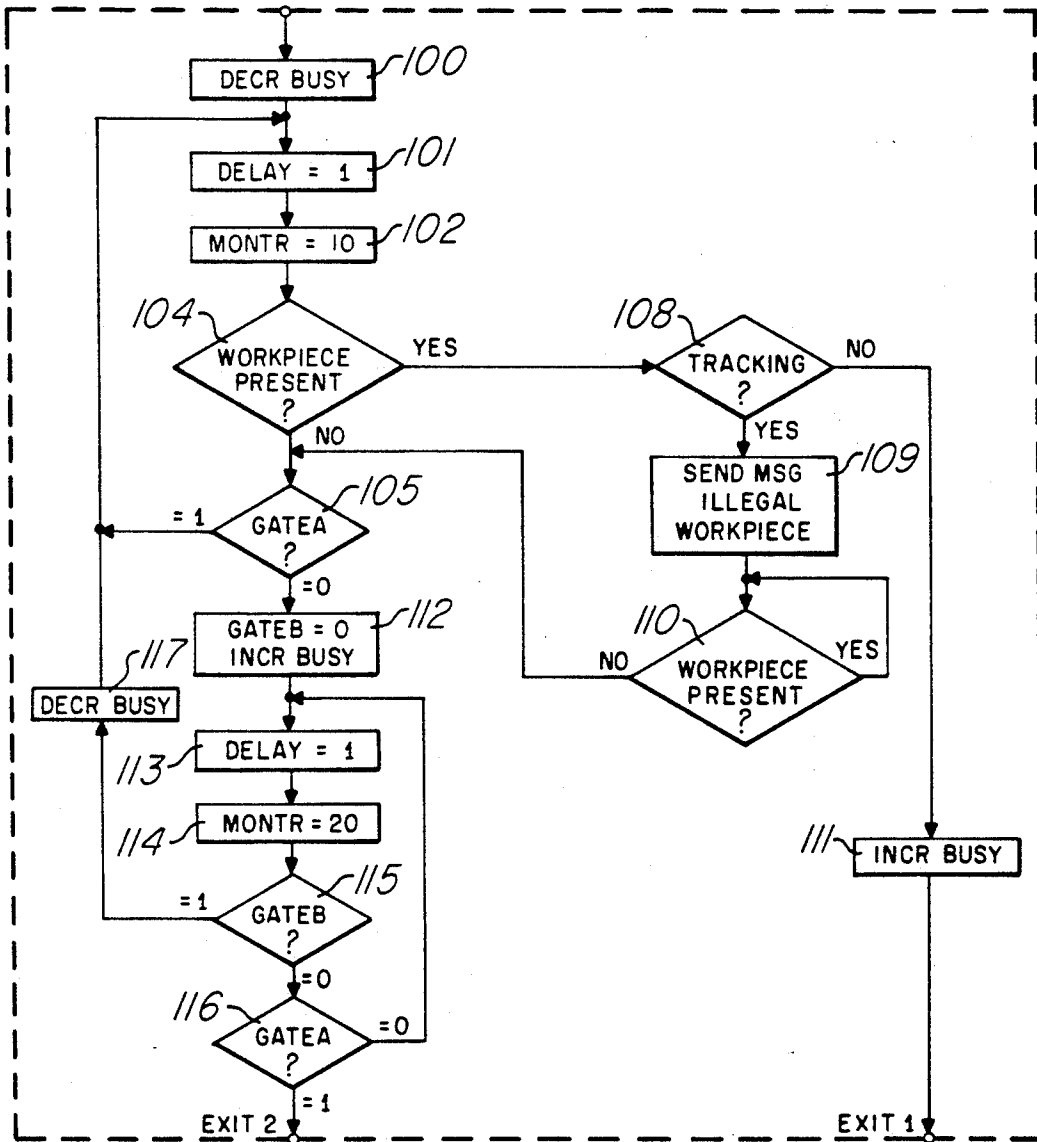 100
DECR BUSY
101
DELAY = 1
102
MONTR = 10
104
WORKPIECE
PRESENT
?
YES
NO
108
TRACKING
?
NO
YES
109
SEND MSG
ILLEGAL
WORKPIECE
105
GATEA
?
= 1
=0
112
GATEB = 0
INCR BUSY
110
WORKPIECE
PRESENT
?
NO
YES
117
DECR BUSY
113
DELAY = 1
114
MONTR = 20
115
GATEB
?
=1
=0
111
INCR BUSY
116
GATEA
?
=0
=1
EXIT 2
EXIT 1